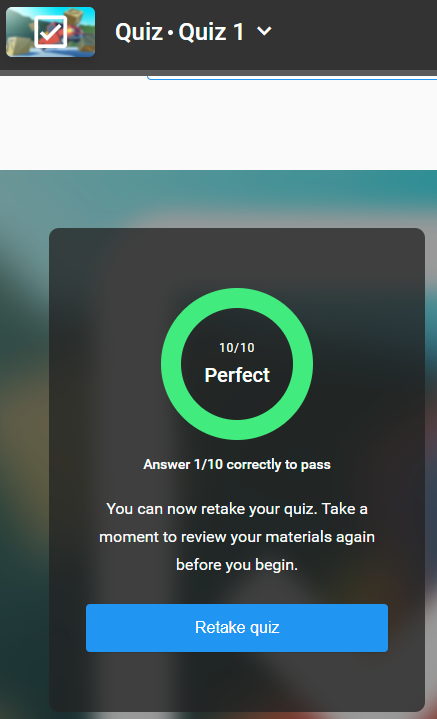 Quiz • Quiz 1
10/10
Perfect
Answer 1/10 correctly to pass
You can now retake your quiz. Take a
moment to review your materials again
before you begin.
Retake quiz